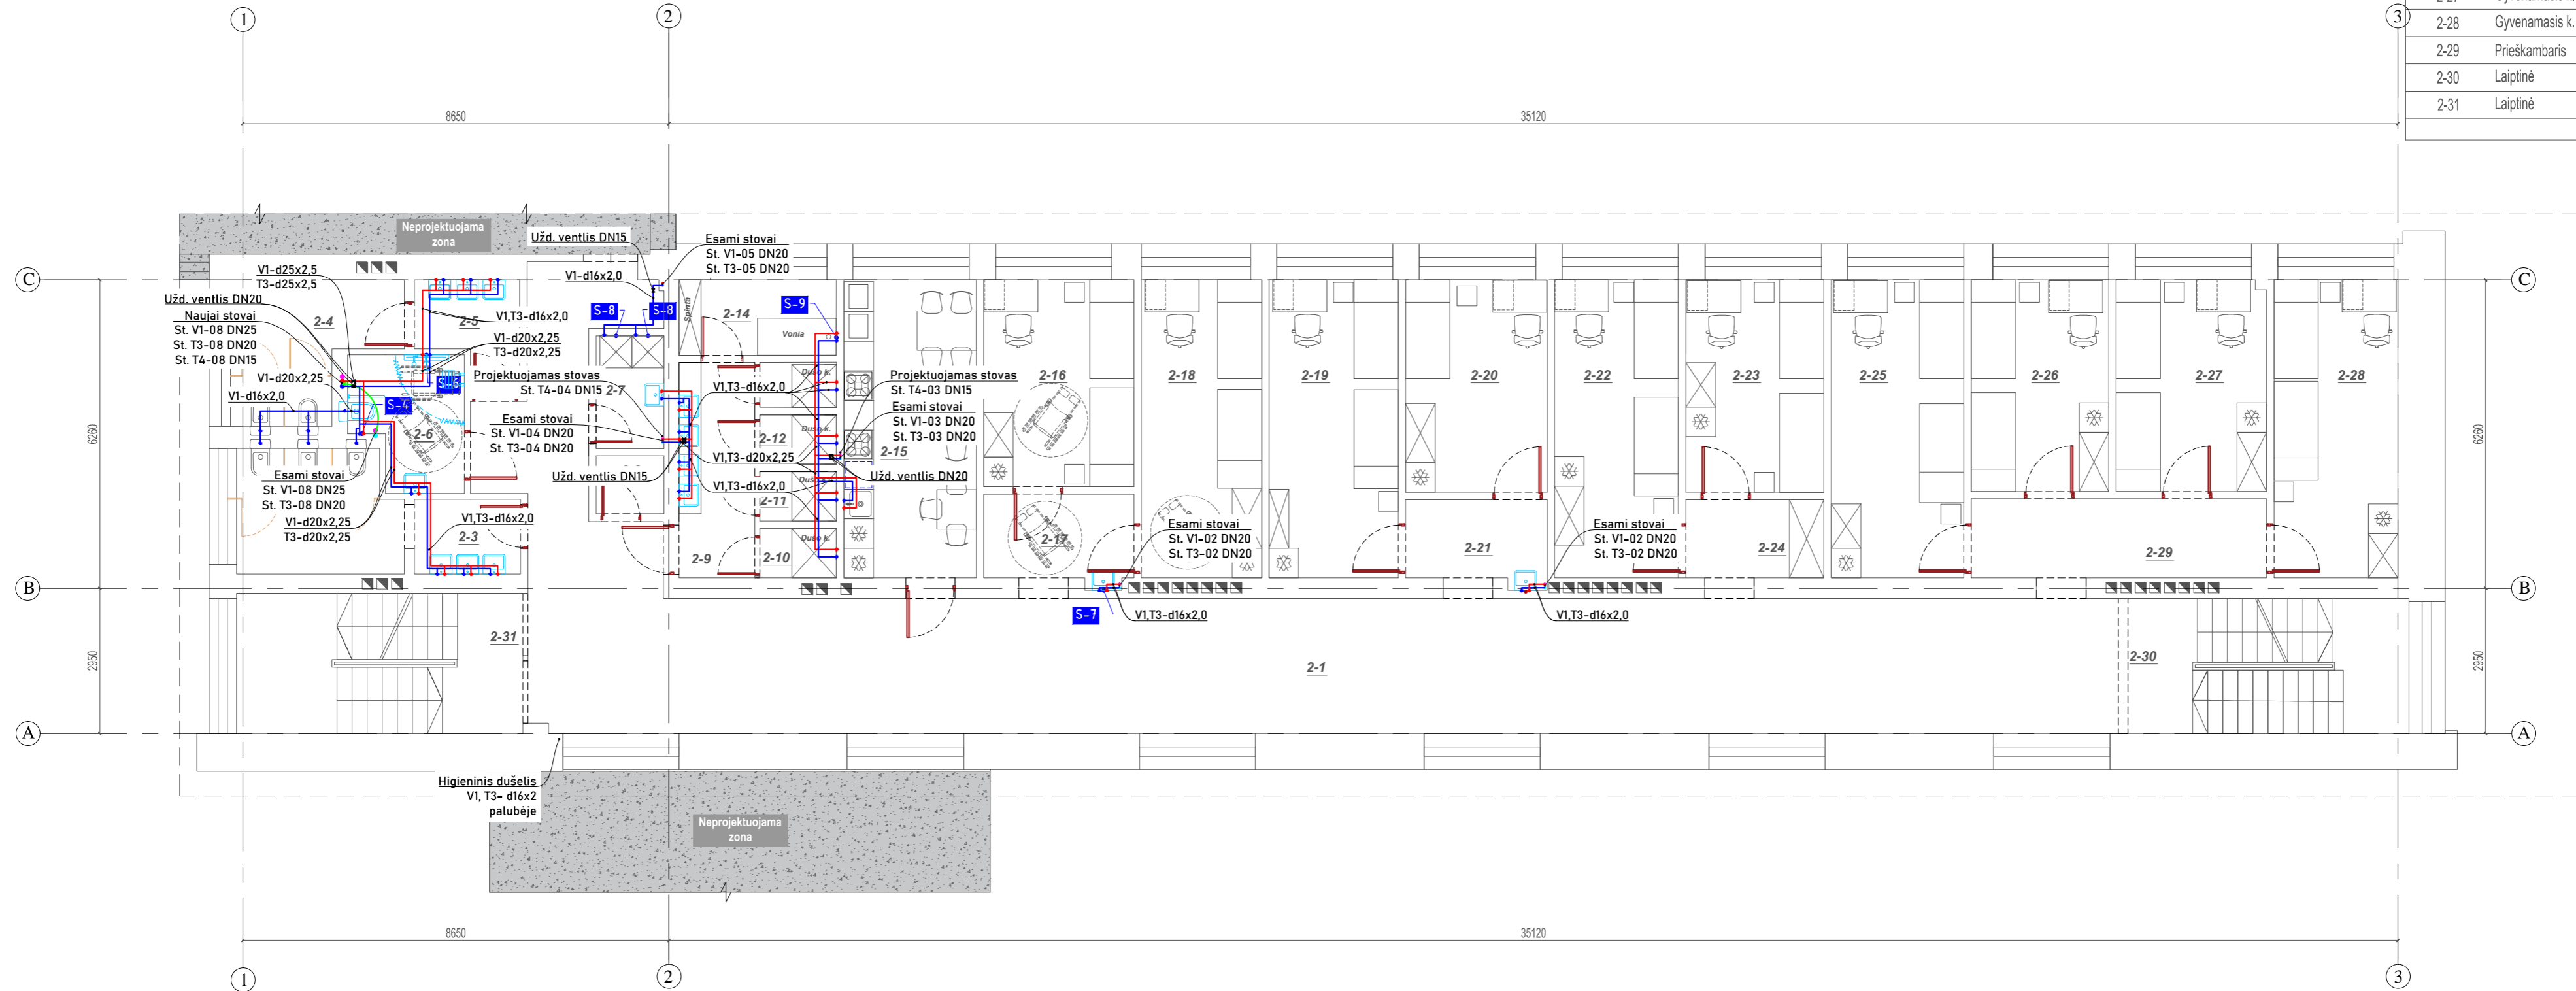 1
2
3
2-28 Gyvenamasis k.
2-29 Prieškambaris
2-30 Laiptinė
2-31 Laiptinė
8650
35120
Neprojektuojama
zona
Užd. ventlis DN15
Esami stovai
St. V1-05 DN20
St. T3-05 DN20
V1-d25x2,5
T3-d25x2,5
V1-d16x2,0
C
C
Užd. ventlis DN20
Naujai stovai
St. V1-08 DN25
St. T3-08 DN20
St. T4-08 DN15
2-4
2-5
V1,T3-d16x2,0
S-8
S-8
Spinta
2-14
Vonia
S-9
V1-d20x2,25
T3-d20x2,25
V1-d20x2,25
V1-d16x2,0
S-6
S-4
2-6
Projektuojamas stovas
St. T4-04 DN15
2-7
Esami stovai
St. V1-04 DN20
St. T3-04 DN20
V1,T3-d16x2,0
Dušo k.
Projektuojamas stovas
St. T4-03 DN15
Esami stovai
St. V1-03 DN20
St. T3-03 DN20
Dušo k.
2-12
2-15
V1,T3-d20x2,25
Užd. ventlis DN15
Užd. ventlis DN20
V1,T3-d16x2,0
Dušo k.
2-11
2-16
2-18
2-19
2-20
2-22
2-23
2-25
2-26
2-27
2-28
6260
6260
Esami stovai
St. V1-08 DN25
St. T3-08 DN20
V1-d20x2,25
T3-d20x2,25
V1,T3-d16x2,0
2-3
2-9
2-10
Dušo k.
2-17
Esami stovai
St. V1-02 DN20
St. T3-02 DN20
2-21
Esami stovai
St. V1-02 DN20
St. T3-02 DN20
2-24
2-29
B
B
S-7
V1,T3-d16x2,0
V1,T3-d16x2,0
2-31
2-1
2-30
2950
2950
A
A
Higieninis dušelis
V1, T3- d16x2
palubėje
Neprojektuojama
zona
8650
35120
1
2
3